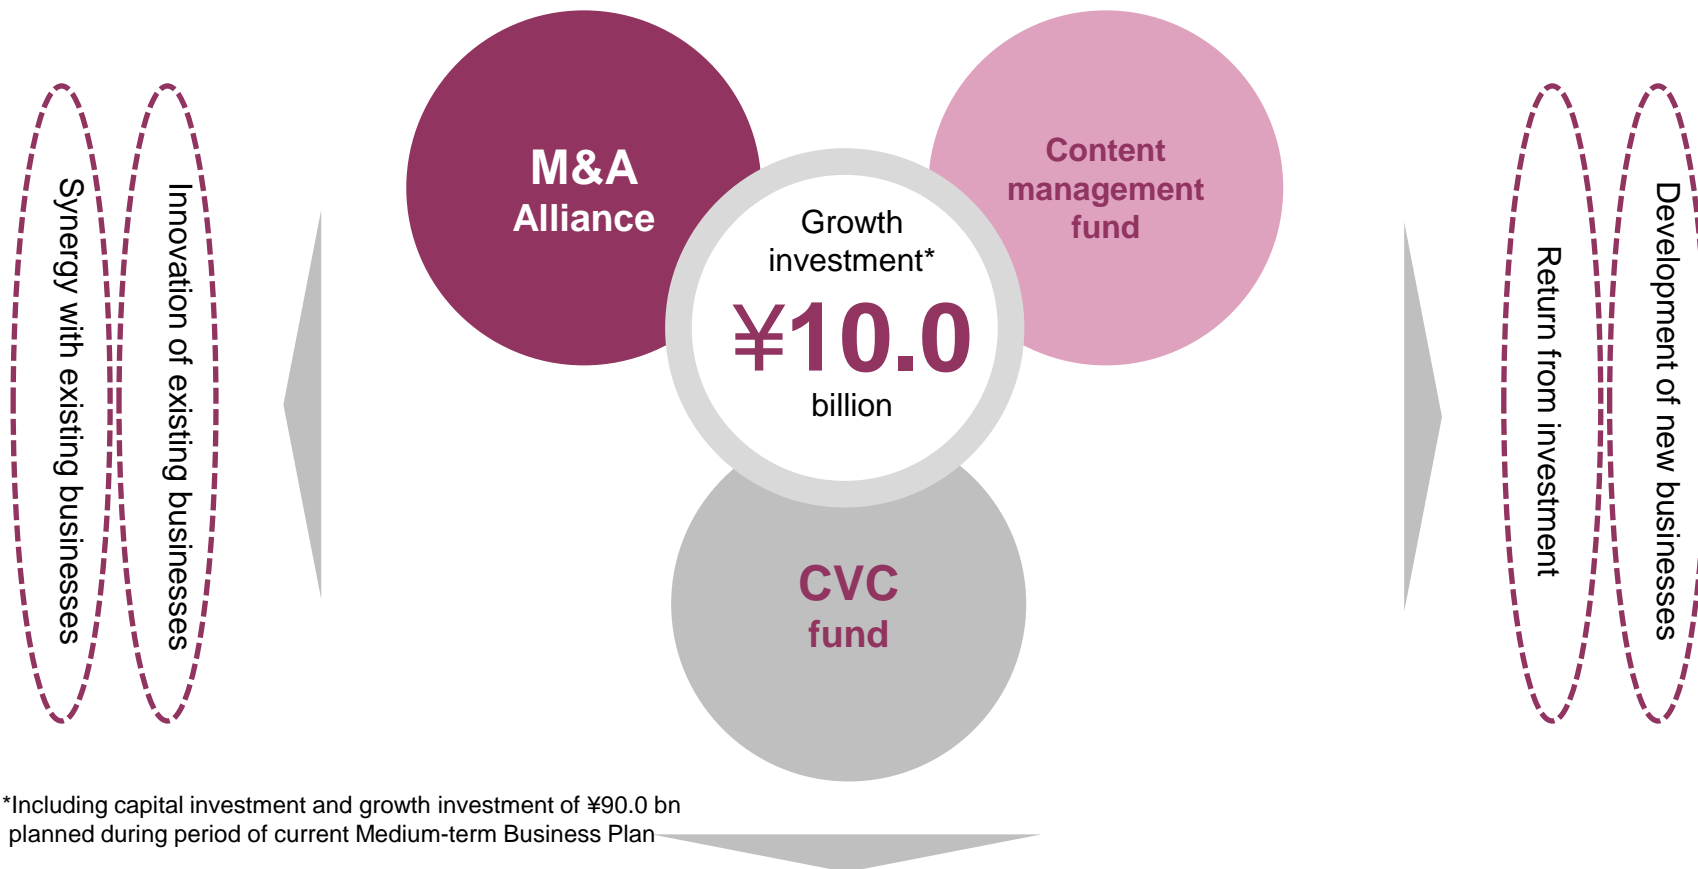 Synergy with existing businesses
Innovation of existing businesses
M&A
Alliance
Growth
investment*
¥10.0
billion
Content
management
fund
CVC
fund
Return from investment
Development of new businesses
*Including capital investment and growth investment of ¥90.0 bn
planned during period of current Medium-term Business Plan